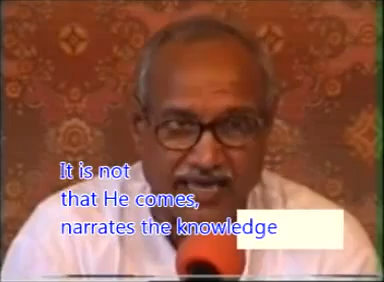 It is not
that He comes,
narrates the knowledge